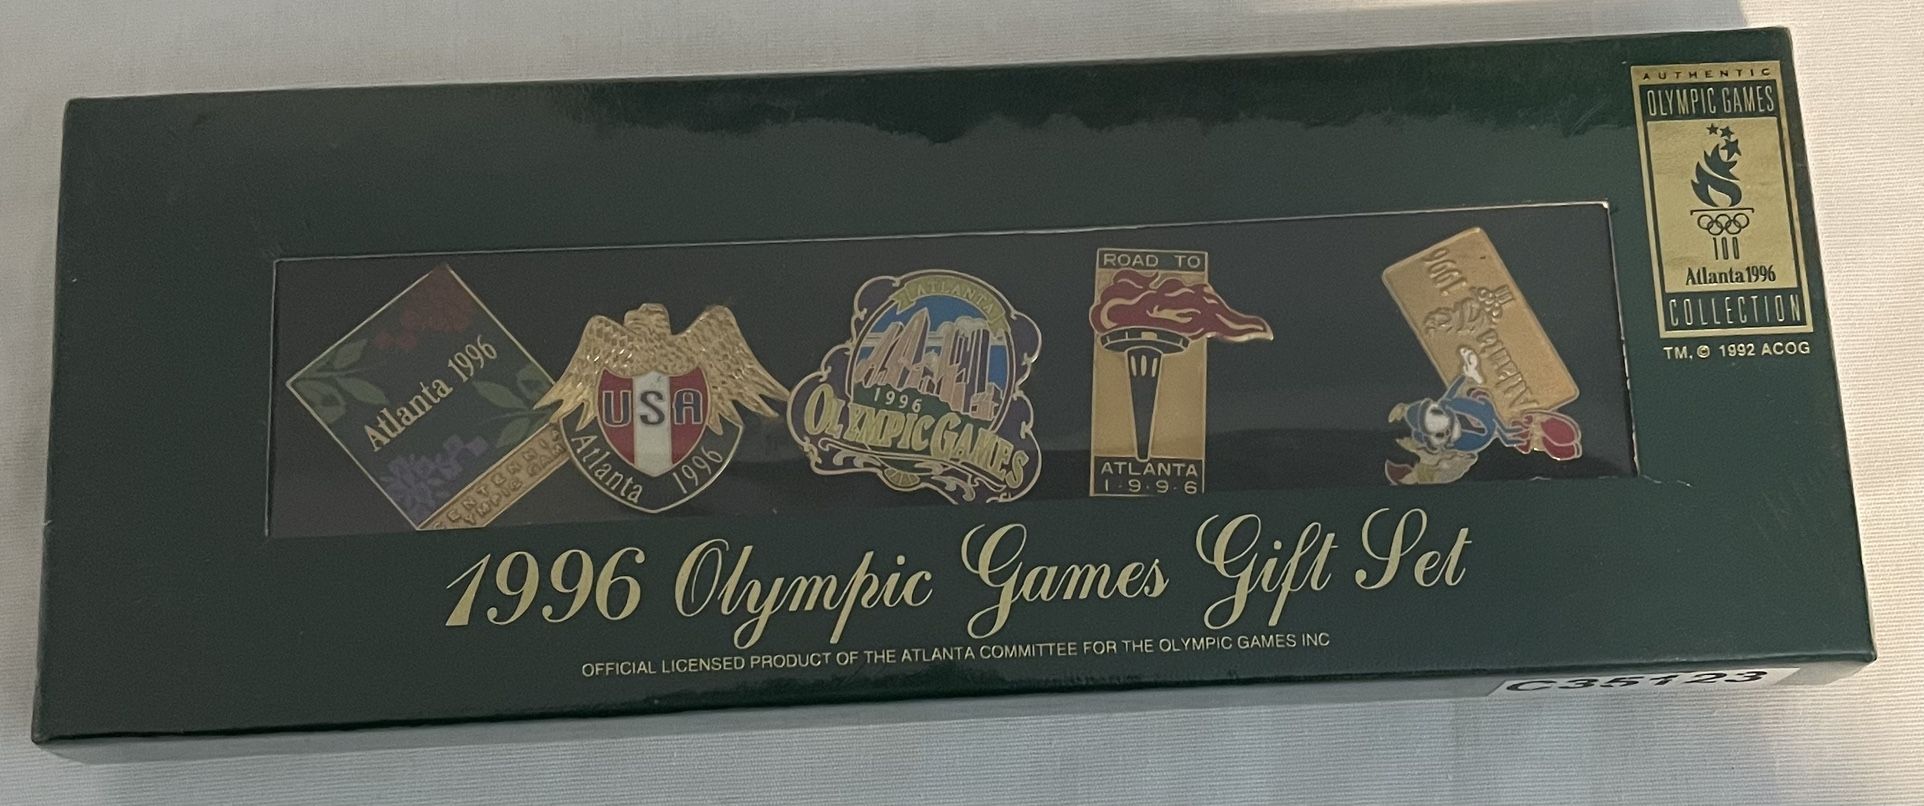 AUTHENTIC
OLYMPIC GAMES
100
Atlanta 1996
COLLECTION
TM, © 1992 ACOG
Atlanta 1996
USA
Atlanta 1996
ATLANTA
1996
OLYMPIC GAMES
ROAD TO
ATLANTA
1·9·9·6
Atlanta 1996
1996 Olympic Games Gift Set
OFFICIAL LICENSED PRODUCT OF THE ATLANTA COMMITTEE FOR THE OLYMPIC GAMES INC
C35123